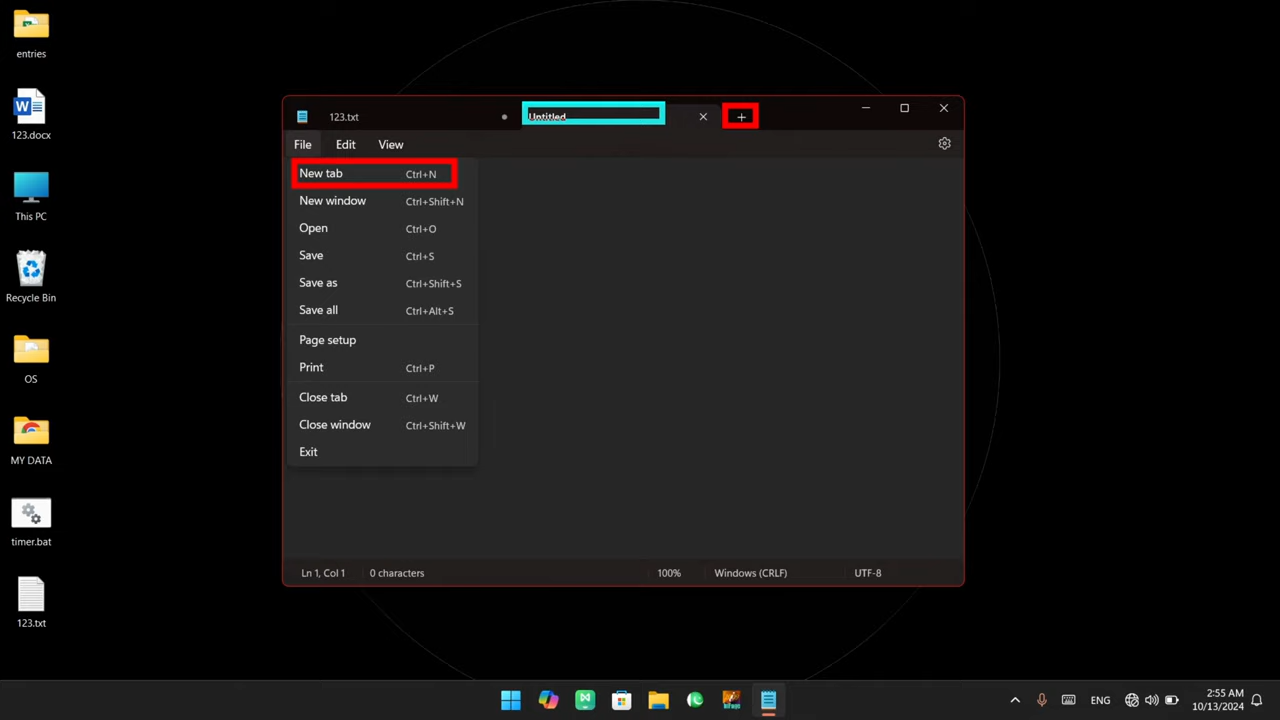 entries
123.docx
This PC
Recycle Bin
OS
MY DATA
timer.bat
123.txt
123.txt
Untitled
File Edit View
New tab Ctrl+N
New window Ctrl+Shift+N
Open Ctrl+O
Save Ctrl+S
Save as Ctrl+Shift+S
Save all Ctrl+Alt+S
Page setup
Print Ctrl+P
Close tab Ctrl+W
Close window Ctrl+Shift+W
Exit
Ln 1, Col 1 0 characters 100% Windows (CRLF) UTF-8
ENG
2:55 AM
10/13/2024